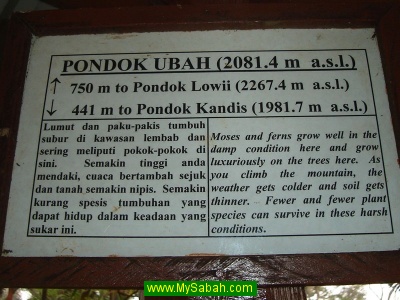 PONDOK UBAH (2081.4 m a.s.l.)
↑ 750 m to Pondok Lowii (2267.4 m a.s.l.)
↓ 441 m to Pondok Kandis (1981.7 m a.s.l.)
Lumut dan paku-pakis tumbuh
subur di kawasan lembab dan
sering meliputi pokok-pokok di
sini. Semakin tinggi anda
mendaki, cuaca bertambah sejuk
dan tanah semakin nipis. Semakin
kurang spesis tumbuhan yang
dapat hidup dalam keadaan yang
sukar ini.
Moses and ferns grow well in the
damp condition here and grow
luxuriously on the trees here. As
you climb the mountain, the
weather gets colder and soil gets
thinner. Fewer and fewer plant
species can survive in these harsh
conditions.
www.MySabah.com